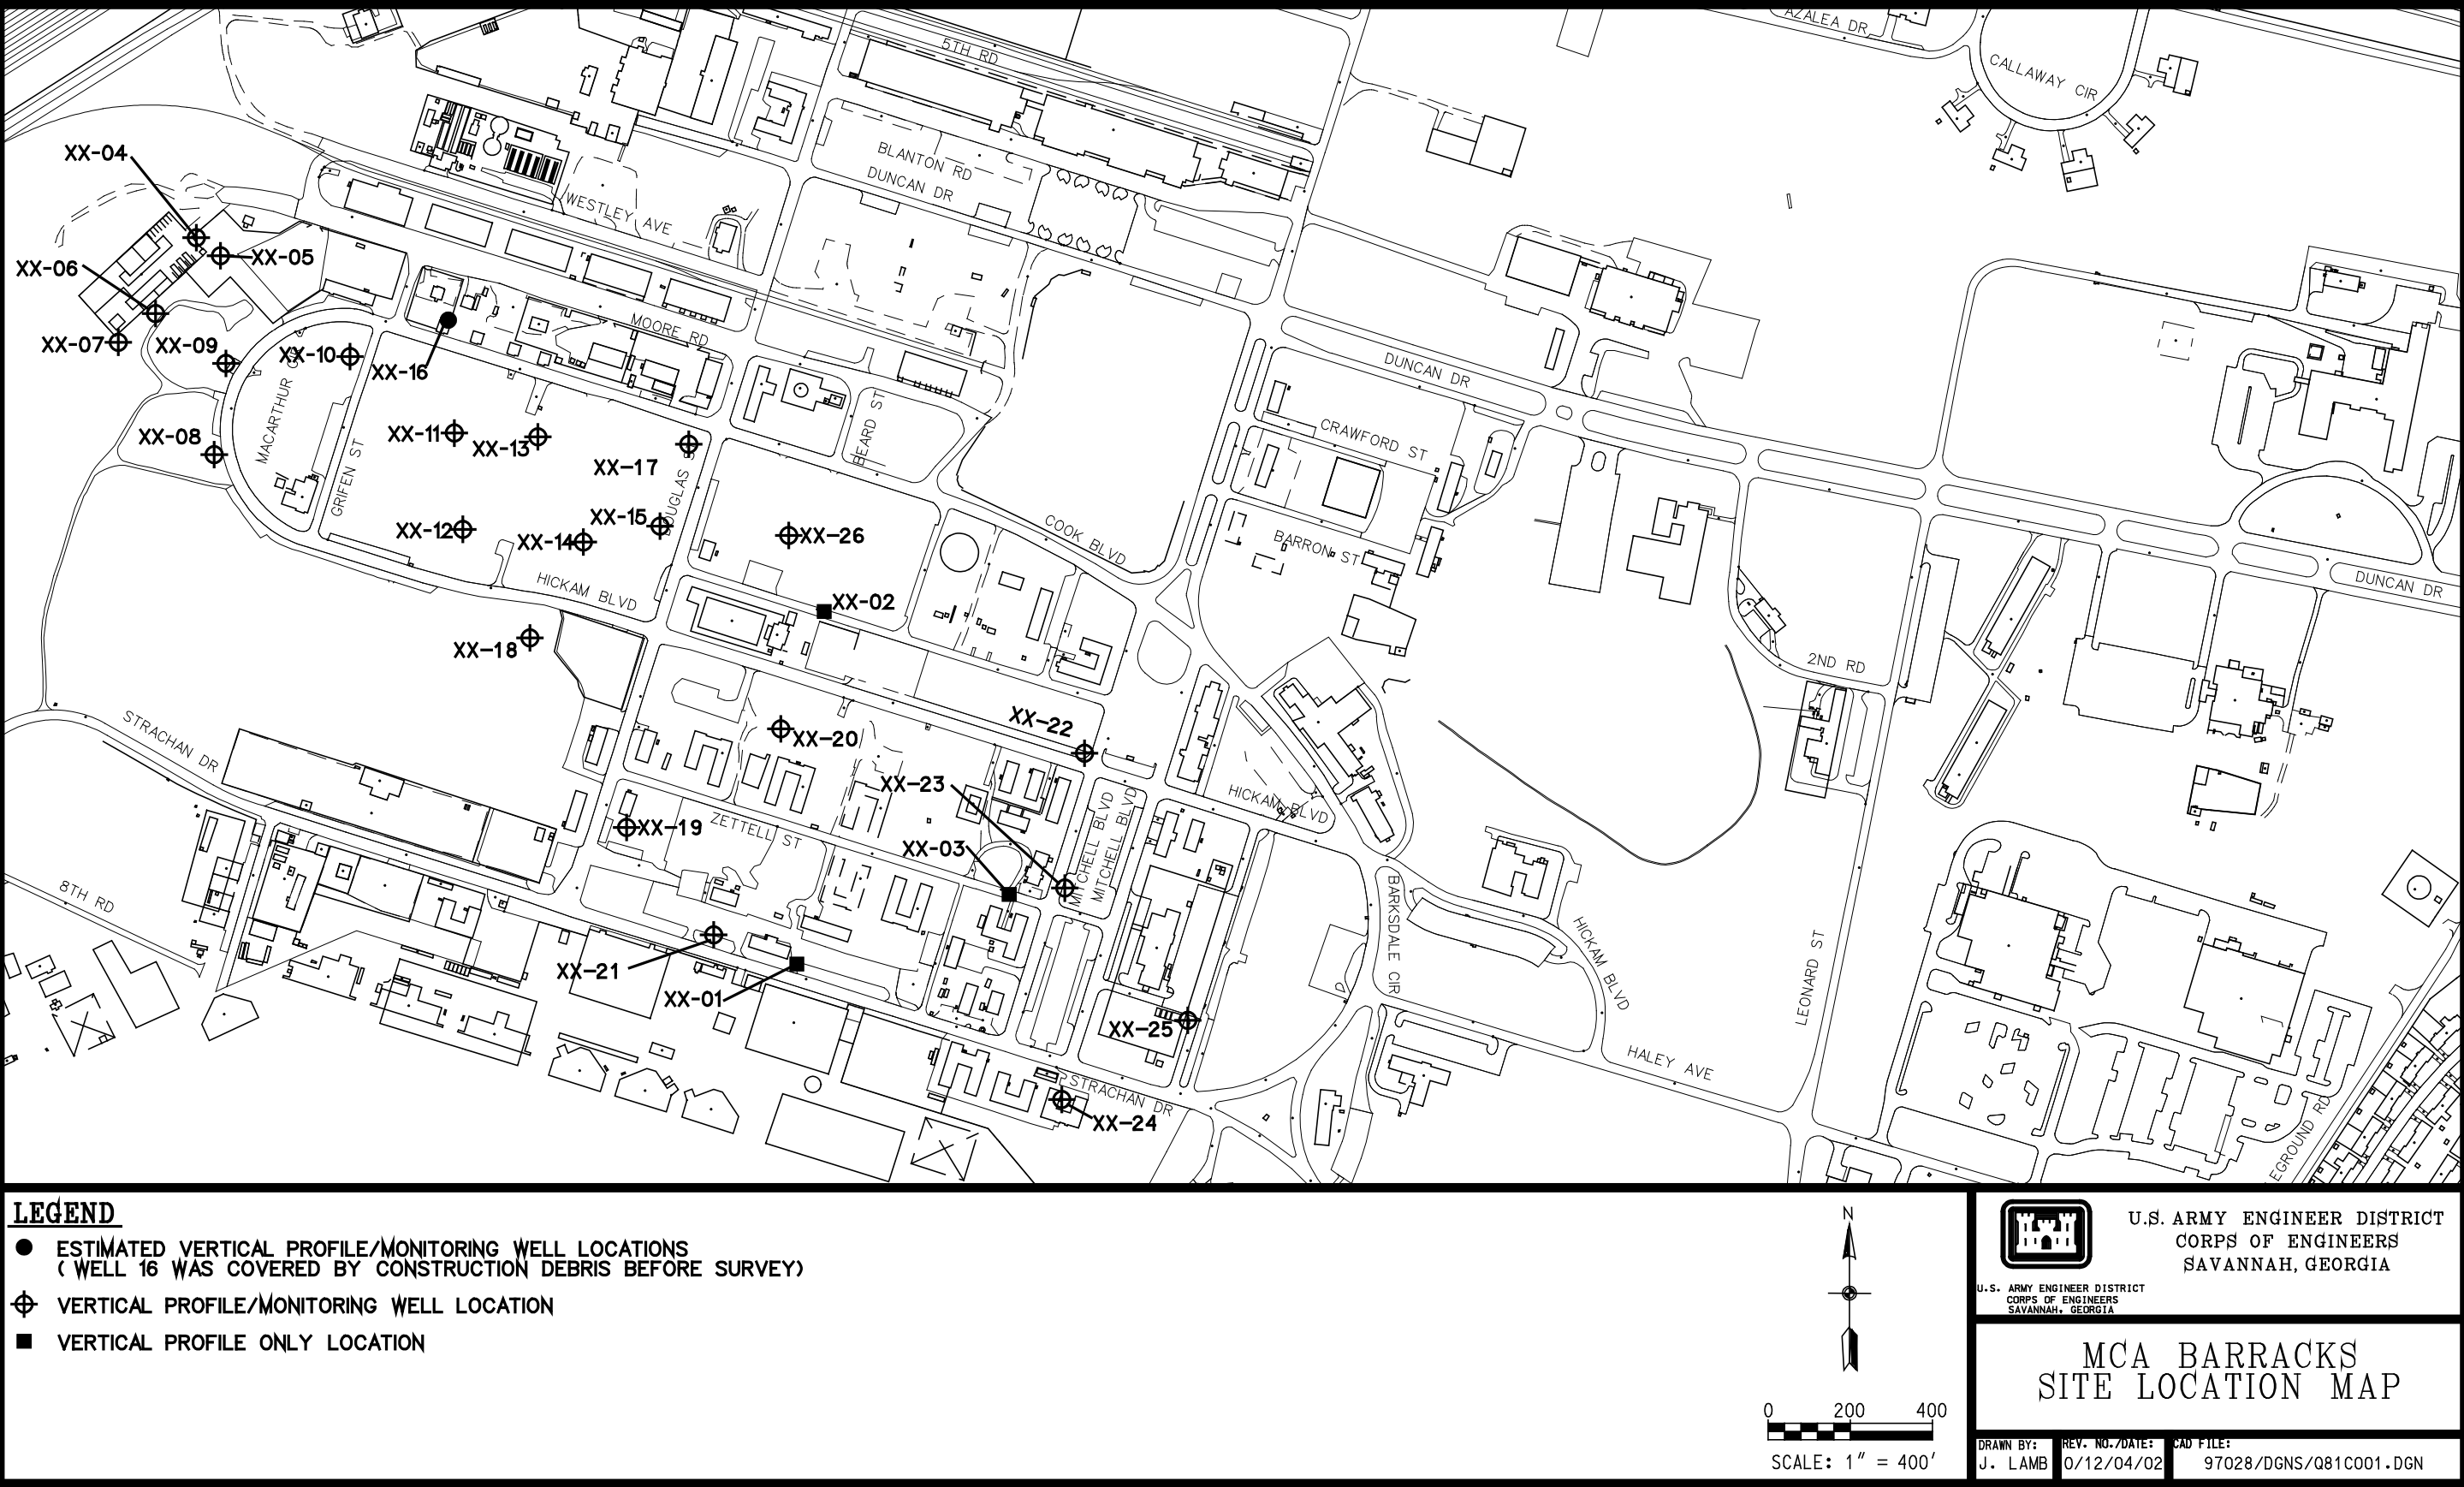 AZALEA DR
5TH RD
CALLAWAY CIR
XX-04
BLANTON RD
DUNCAN DR
WESTLEY AVE
XX-05
XX-06
MOORE RD
XX-07
XX-09
XX-10
XX-16
DUNCAN DR
MACARTHUR
BEARD ST
CRAWFORD ST
XX-08
XX-11
XX-13
XX-17
GRIFEN ST
DOUGLAS
XX-12
XX-14
XX-15
XX-26
COOK BLVD
BARRON ST
HICKAM BLVD
DUNCAN DR
XX-02
XX-18
2ND RD
STRACHAN DR
XX-20
XX-22
XX-23
HICKAM BLVD
MITCHELL BLVD
MITCHELL BLVD
XX-19
ZETTELL ST
XX-03
8TH RD
BARKSDALE CIR
HICKAM BLVD
LEONARD ST
XX-21
XX-01
XX-25
HALEY AVE
STRACHAN DR
XX-24
EGROUND RD
LEGEND
ESTIMATED VERTICAL PROFILE/MONITORING WELL LOCATIONS
( WELL 16 WAS COVERED BY CONSTRUCTION DEBRIS BEFORE SURVEY)
VERTICAL PROFILE/MONITORING WELL LOCATION
VERTICAL PROFILE ONLY LOCATION
N
0 200 400
SCALE: 1" = 400'
U.S. ARMY ENGINEER DISTRICT
CORPS OF ENGINEERS
SAVANNAH, GEORGIA
U.S. ARMY ENGINEER DISTRICT
CORPS OF ENGINEERS
SAVANNAH, GEORGIA
MCA BARRACKS
SITE LOCATION MAP
DRAWN BY:
J. LAMB
REV. NO./DATE:
0/12/04/02
CAD FILE:
97028/DGNS/Q81C001.DGN